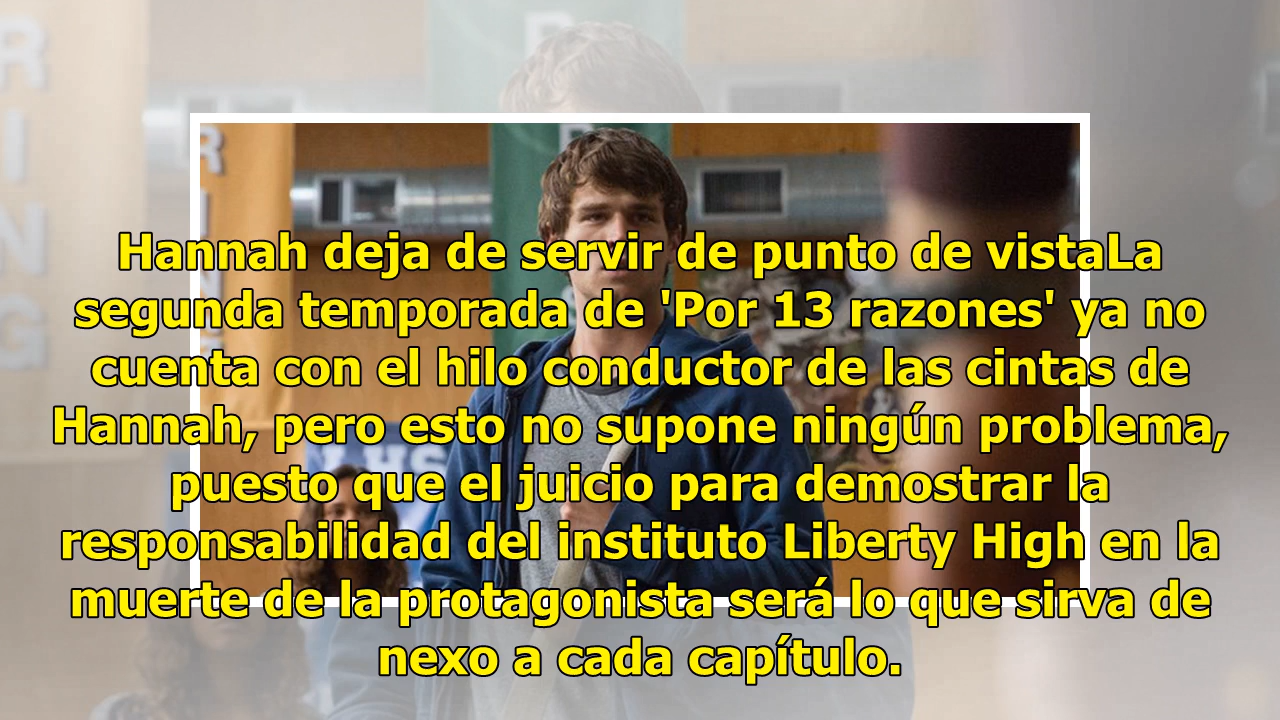 Hannah deja de servir de punto de vistaLa
segunda temporada de 'Por 13 razones' ya no
cuenta con el hilo conductor de las cintas de
Hannah, pero esto no supone ningún problema,
puesto que el juicio para demostrar la
responsabilidad del instituto Liberty High en la
muerte de la protagonista será lo que sirva de
nexo a cada capítulo.